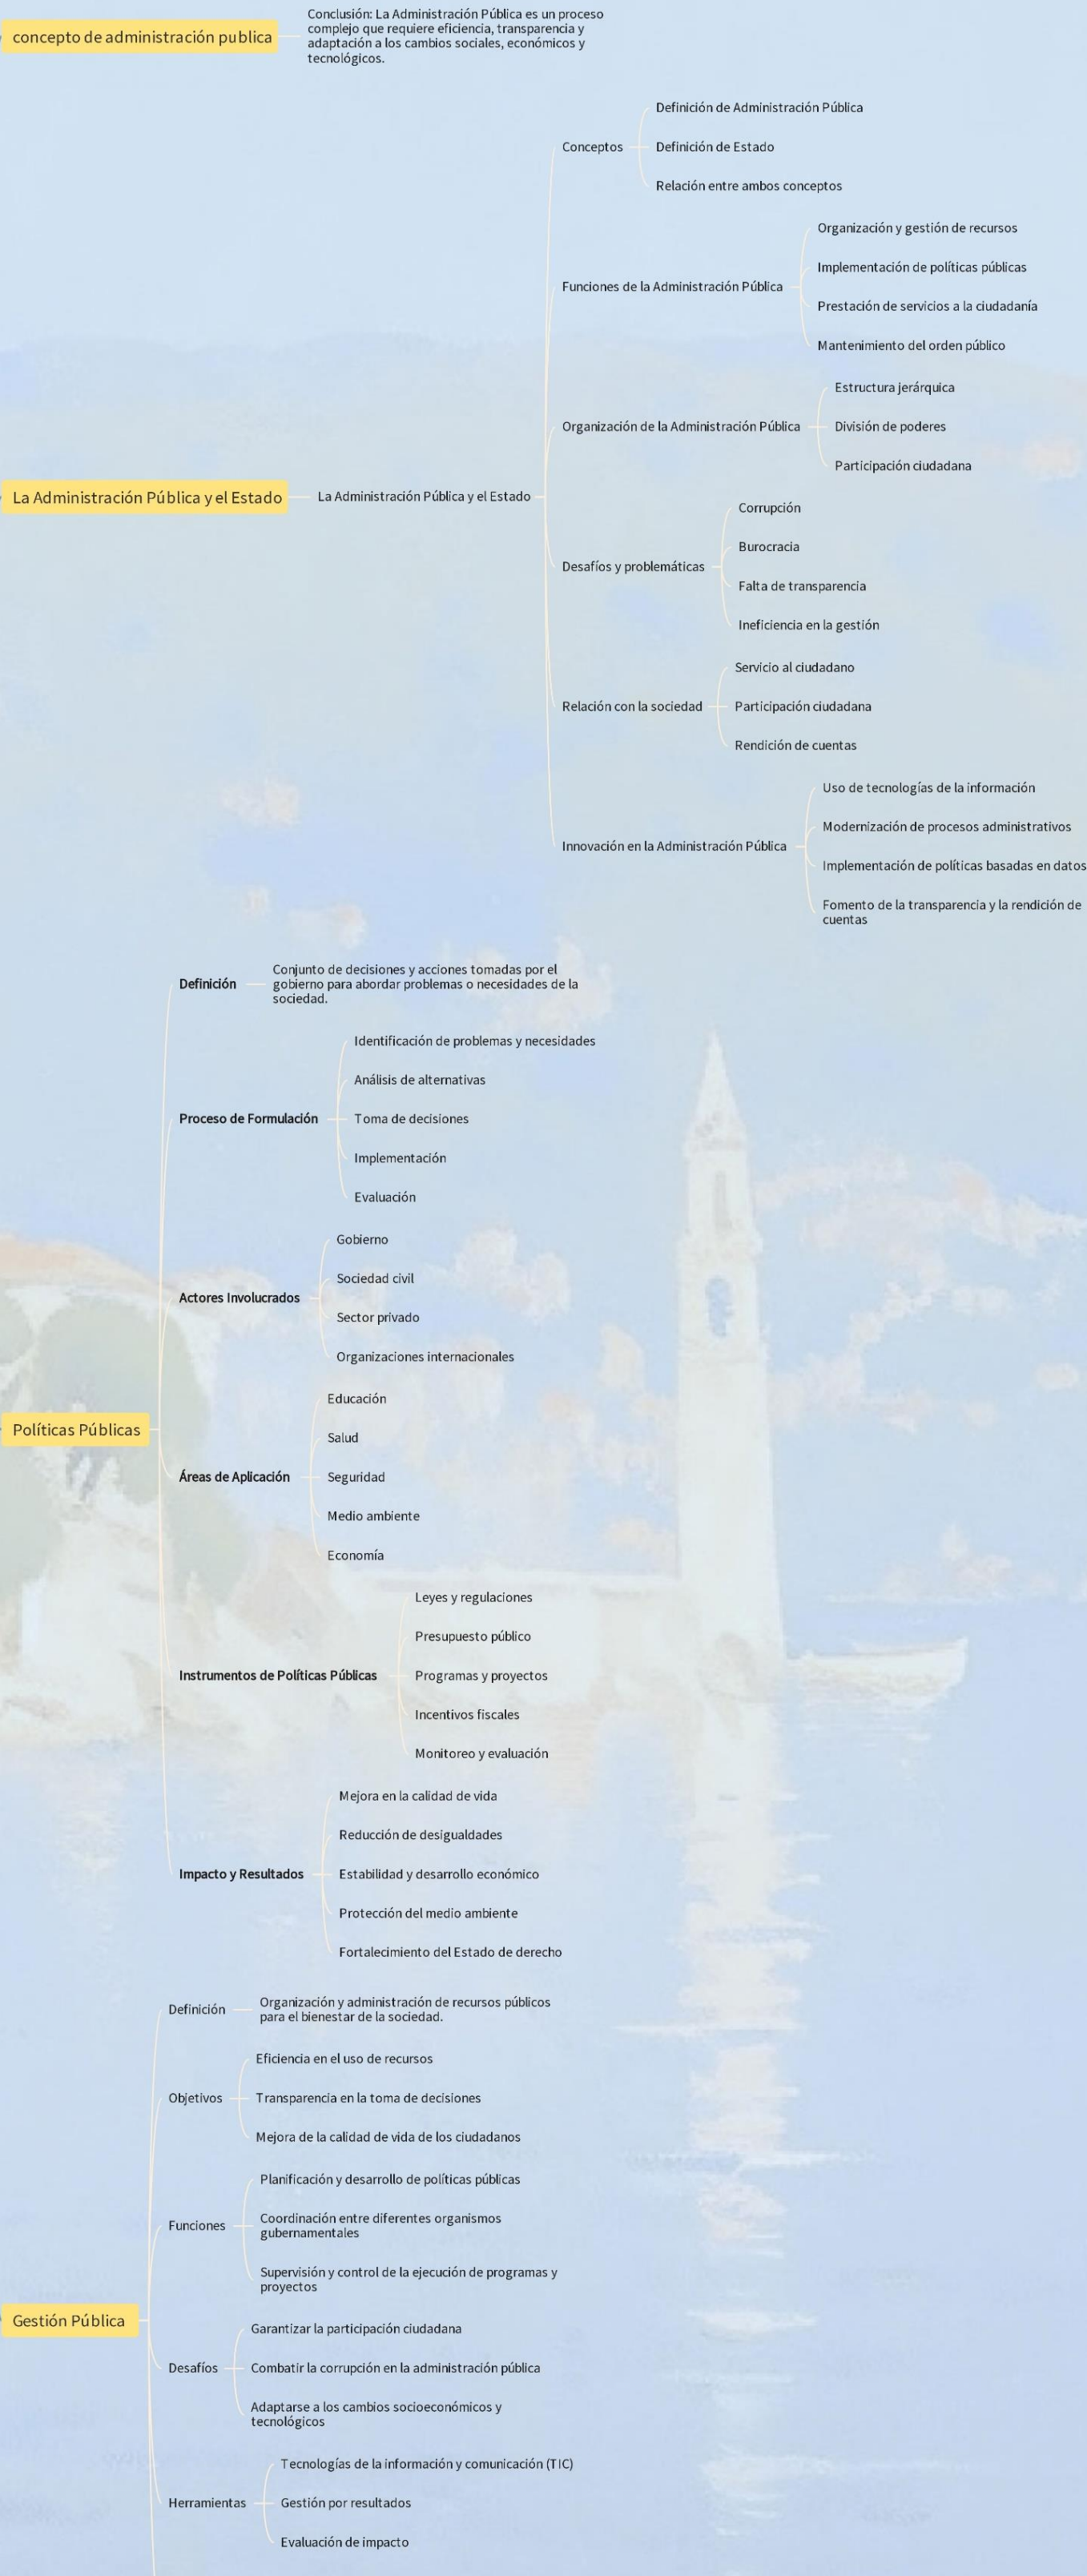 concepto de administración publica
Conclusión: La Administración Pública es un proceso
complejo que requiere eficiencia, transparencia y
adaptación a los cambios sociales, económicos y
tecnológicos.
La Administración Pública y el Estado
La Administración Pública y el Estado
Conceptos
Definición de Administración Pública
Definición de Estado
Relación entre ambos conceptos
Funciones de la Administración Pública
Organización y gestión de recursos
Implementación de políticas públicas
Prestación de servicios a la ciudadanía
Mantenimiento del orden público
Organización de la Administración Pública
Estructura jerárquica
División de poderes
Participación ciudadana
Desafíos y problemáticas
Corrupción
Burocracia
Falta de transparencia
Ineficiencia en la gestión
Relación con la sociedad
Servicio al ciudadano
Participación ciudadana
Rendición de cuentas
Innovación en la Administración Pública
Uso de tecnologías de la información
Modernización de procesos administrativos
Implementación de políticas basadas en datos
Fomento de la transparencia y la rendición de
cuentas
Políticas Públicas
Definición
Conjunto de decisiones y acciones tomadas por el
gobierno para abordar problemas o necesidades de la
sociedad.
Proceso de Formulación
Identificación de problemas y necesidades
Análisis de alternativas
Toma de decisiones
Implementación
Evaluación
Actores Involucrados
Gobierno
Sociedad civil
Sector privado
Organizaciones internacionales
Áreas de Aplicación
Educación
Salud
Seguridad
Medio ambiente
Economía
Instrumentos de Políticas Públicas
Leyes y regulaciones
Presupuesto público
Programas y proyectos
Incentivos fiscales
Monitoreo y evaluación
Impacto y Resultados
Mejora en la calidad de vida
Reducción de desigualdades
Estabilidad y desarrollo económico
Protección del medio ambiente
Fortalecimiento del Estado de derecho
Gestión Pública
Definición
Organización y administración de recursos públicos
para el bienestar de la sociedad.
Objetivos
Eficiencia en el uso de recursos
Transparencia en la toma de decisiones
Mejora de la calidad de vida de los ciudadanos
Funciones
Planificación y desarrollo de políticas públicas
Coordinación entre diferentes organismos
gubernamentales
Supervisión y control de la ejecución de programas y
proyectos
Desafíos
Garantizar la participación ciudadana
Combatir la corrupción en la administración pública
Adaptarse a los cambios socioeconómicos y
tecnológicos
Herramientas
Tecnologías de la información y comunicación (TIC)
Gestión por resultados
Evaluación de impacto